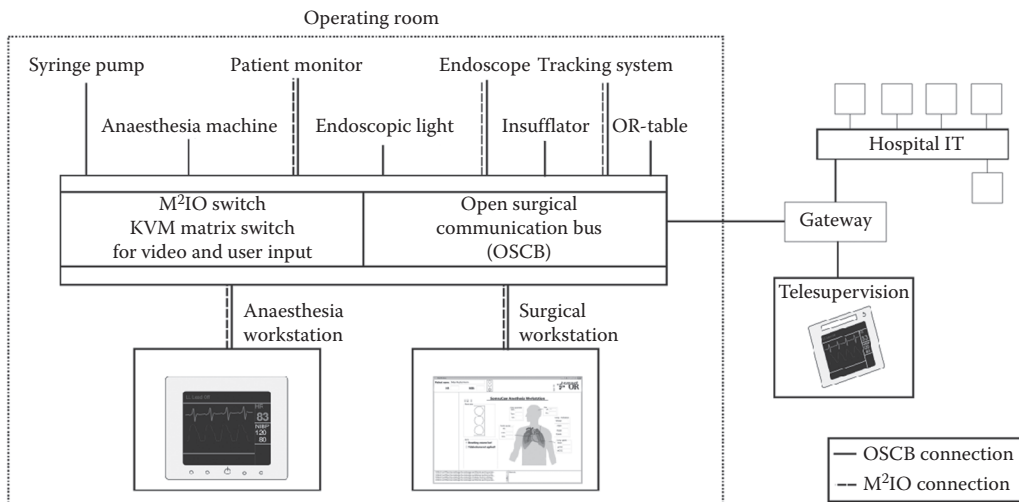 Operating room
Syringe pump
Patient monitor
Endoscope
Tracking system
Anaesthesia machine
Endoscopic light
Insufflator
OR-table
Hospital IT
M²IO switch
KVM matrix switch
for video and user input
Open surgical
communication bus
(OSCB)
Gateway
Anaesthesia
workstation
Surgical
workstation
Telesupervision
HR
83
NIBP
120
80
OSCB connection
M²IO connection